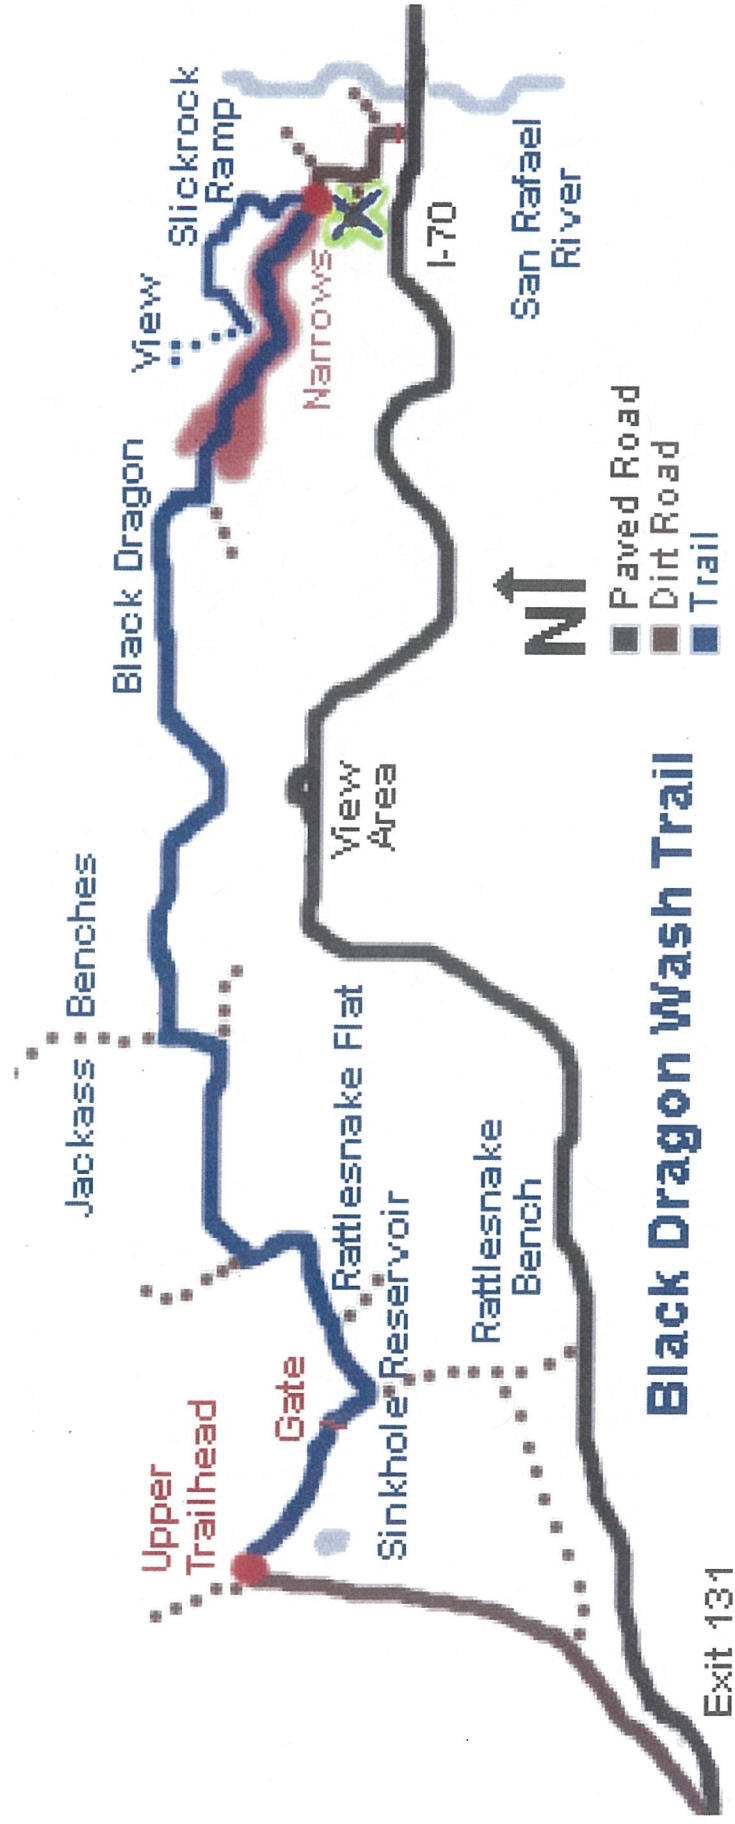 Upper
Trailhead
Gate
Sinkhole Reservoir
Rattlesnake Flat
Jackass Benches
Rattlesnake
Bench
View
Area
Black Dragon
View
Slickrock
Ramp
Narrows
I-70
San Rafael
River
Exit 131
Black Dragon Wash Trail
N
Paved Road
Dirt Road
Trail